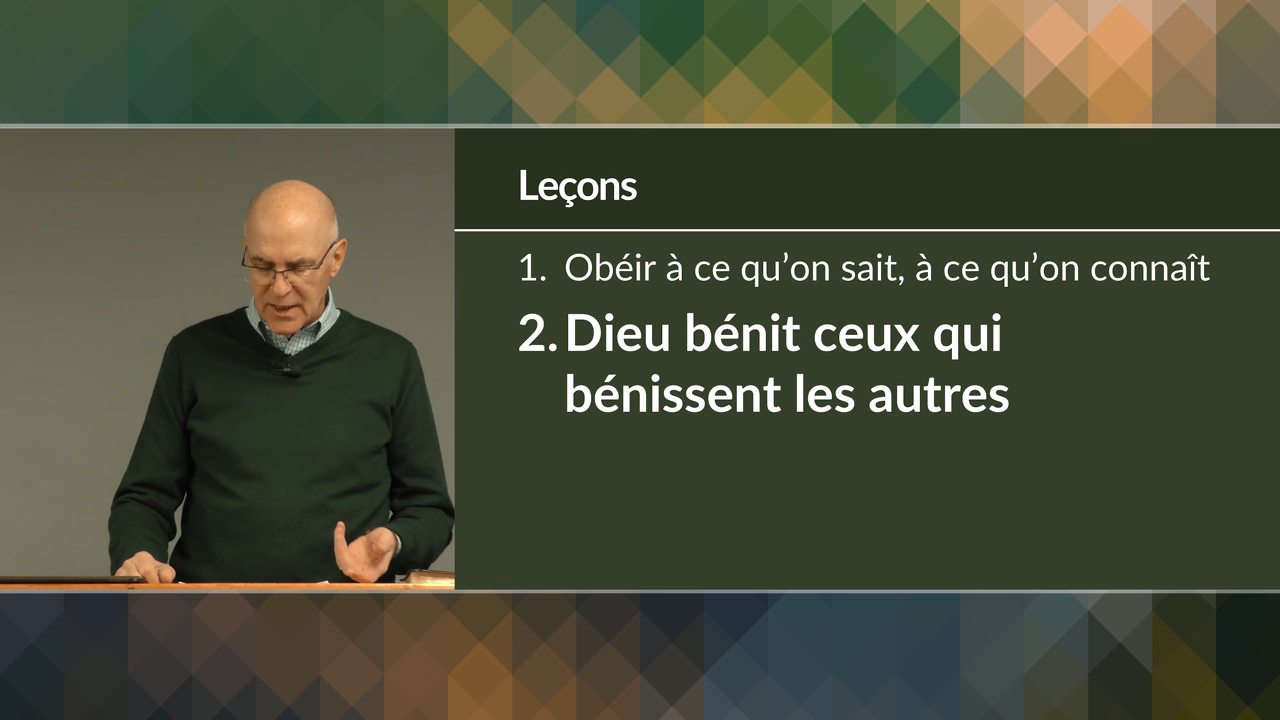 Leçons
1. Obéir à ce qu’on sait, à ce qu’on connaît
2. Dieu bénit ceux qui
bénissent les autres